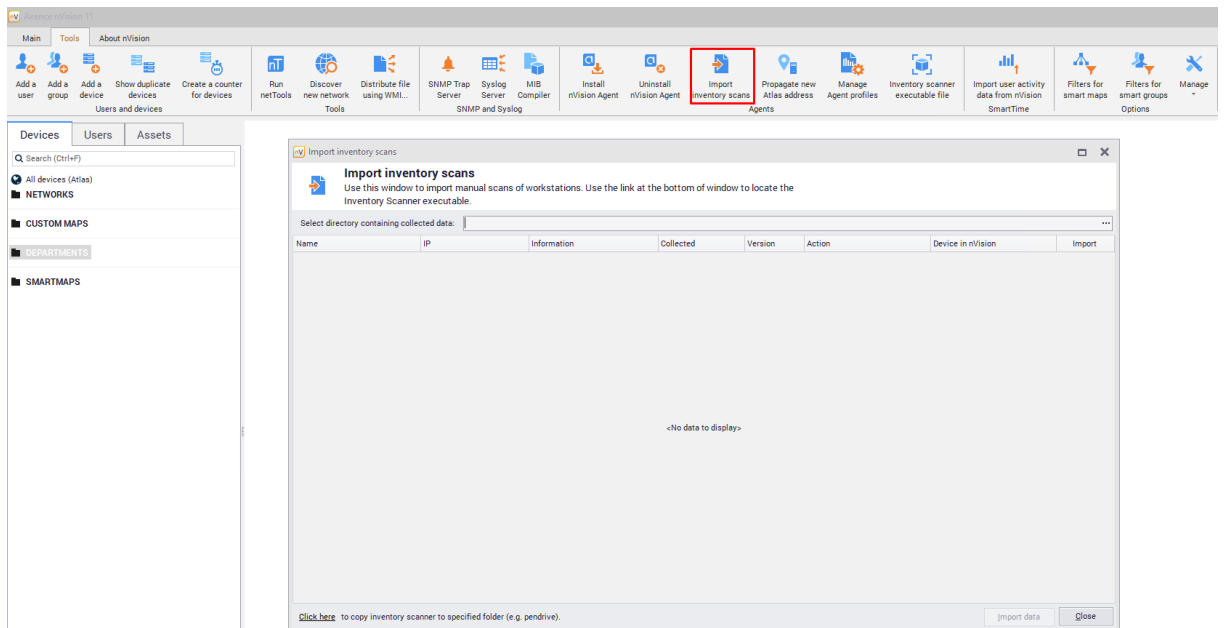 nV Axence nVision 11
Main Tools About nVision
Add a user
Add a group
Add a device
Show duplicate devices
Create a counter for devices
Users and devices
nT
Run netTools
Discover new network
Distribute file using WMI...
Tools
SNMP Trap Server
Syslog Server
MIB Compiler
SNMP and Syslog
Install nVision Agent
Uninstall nVision Agent
Import inventory scans
Propagate new Atlas address
Manage Agent profiles
Inventory scanner executable file
Agents
Import user activity data from nVision
SmartTime
Filters for smart maps
Filters for smart groups
Manage
Options
Devices Users Assets
Search (Ctrl+F)
All devices (Atlas)
NETWORKS
CUSTOM MAPS
DEPARTMENTS
SMARTMAPS
nV Import inventory scans
Import inventory scans
Use this window to import manual scans of workstations. Use the link at the bottom of window to locate the
Inventory Scanner executable.
Select directory containing collected data: ...
Name IP Information Collected Version Action Device in nVision Import
<No data to display>
Click here to copy inventory scanner to specified folder (e.g. pendrive).
Import data Close